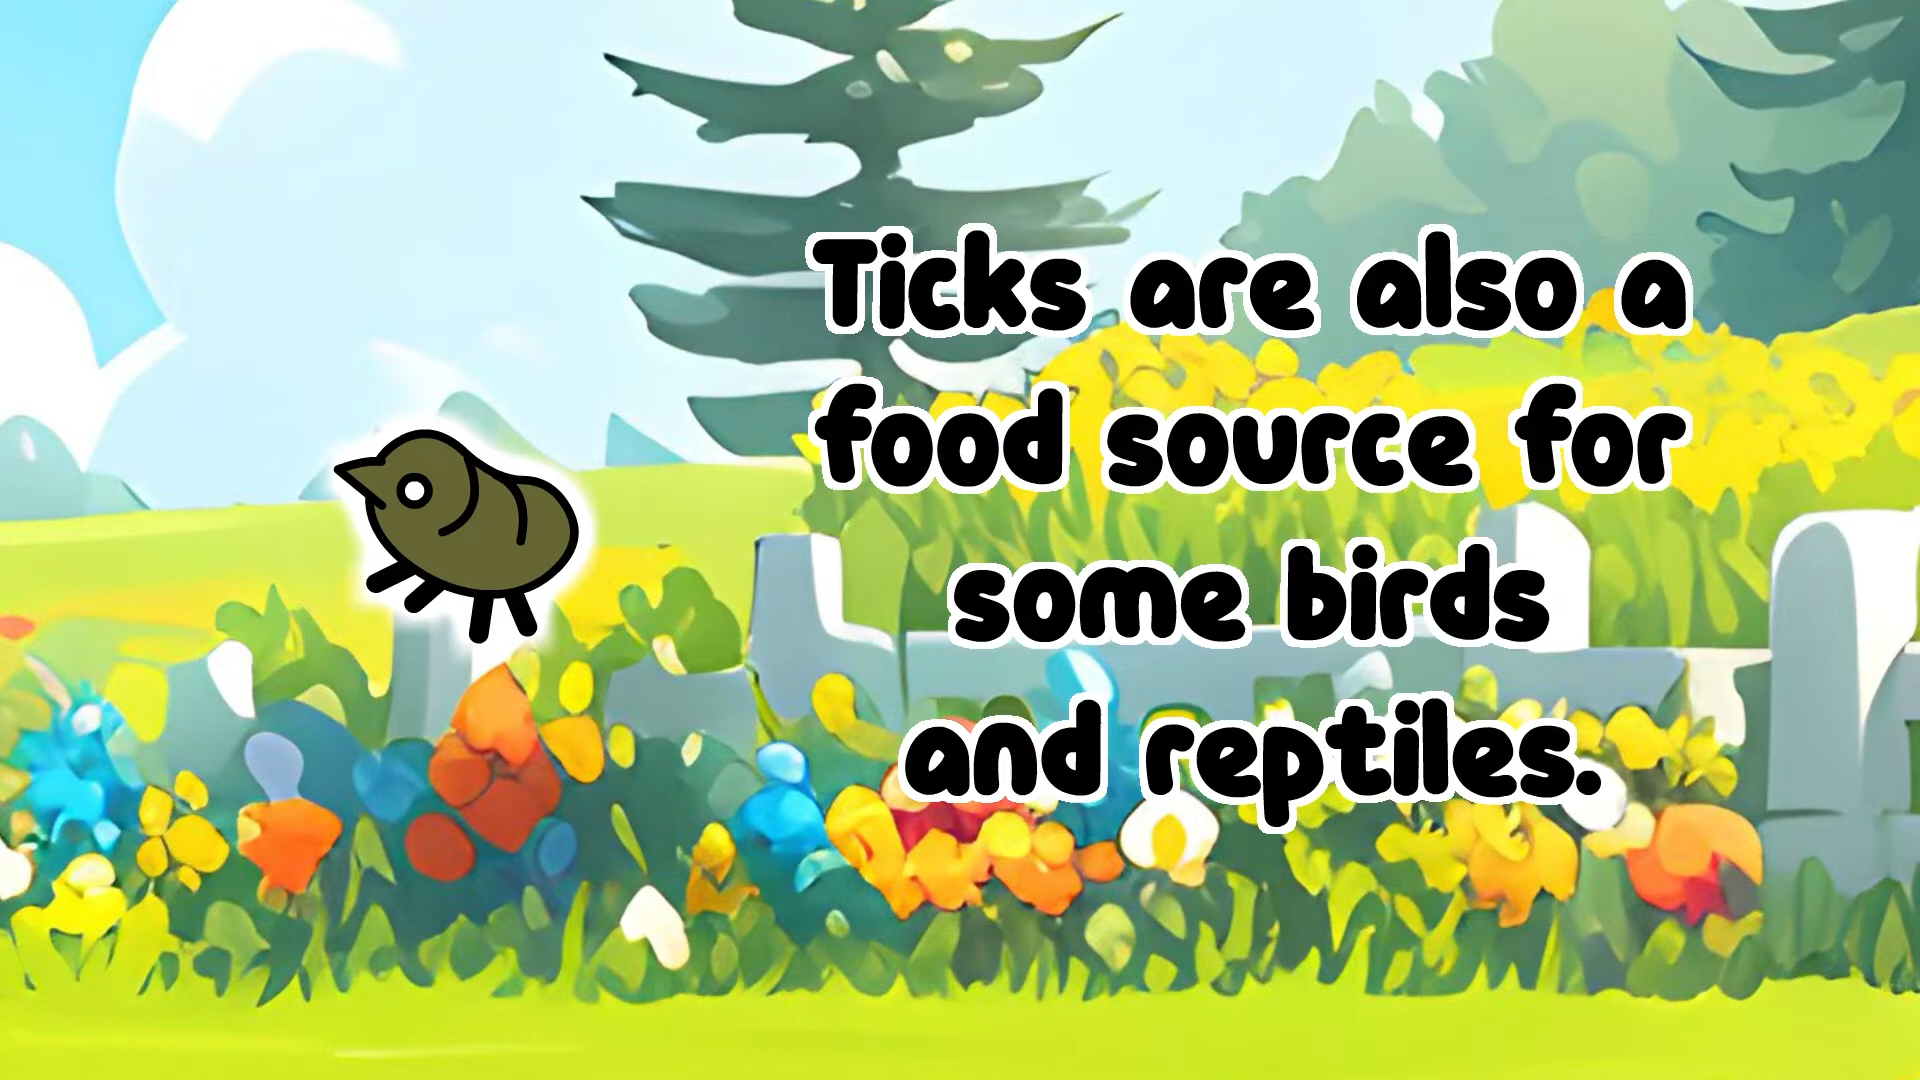 Ticks are also a
food source for
some birds
and reptiles.